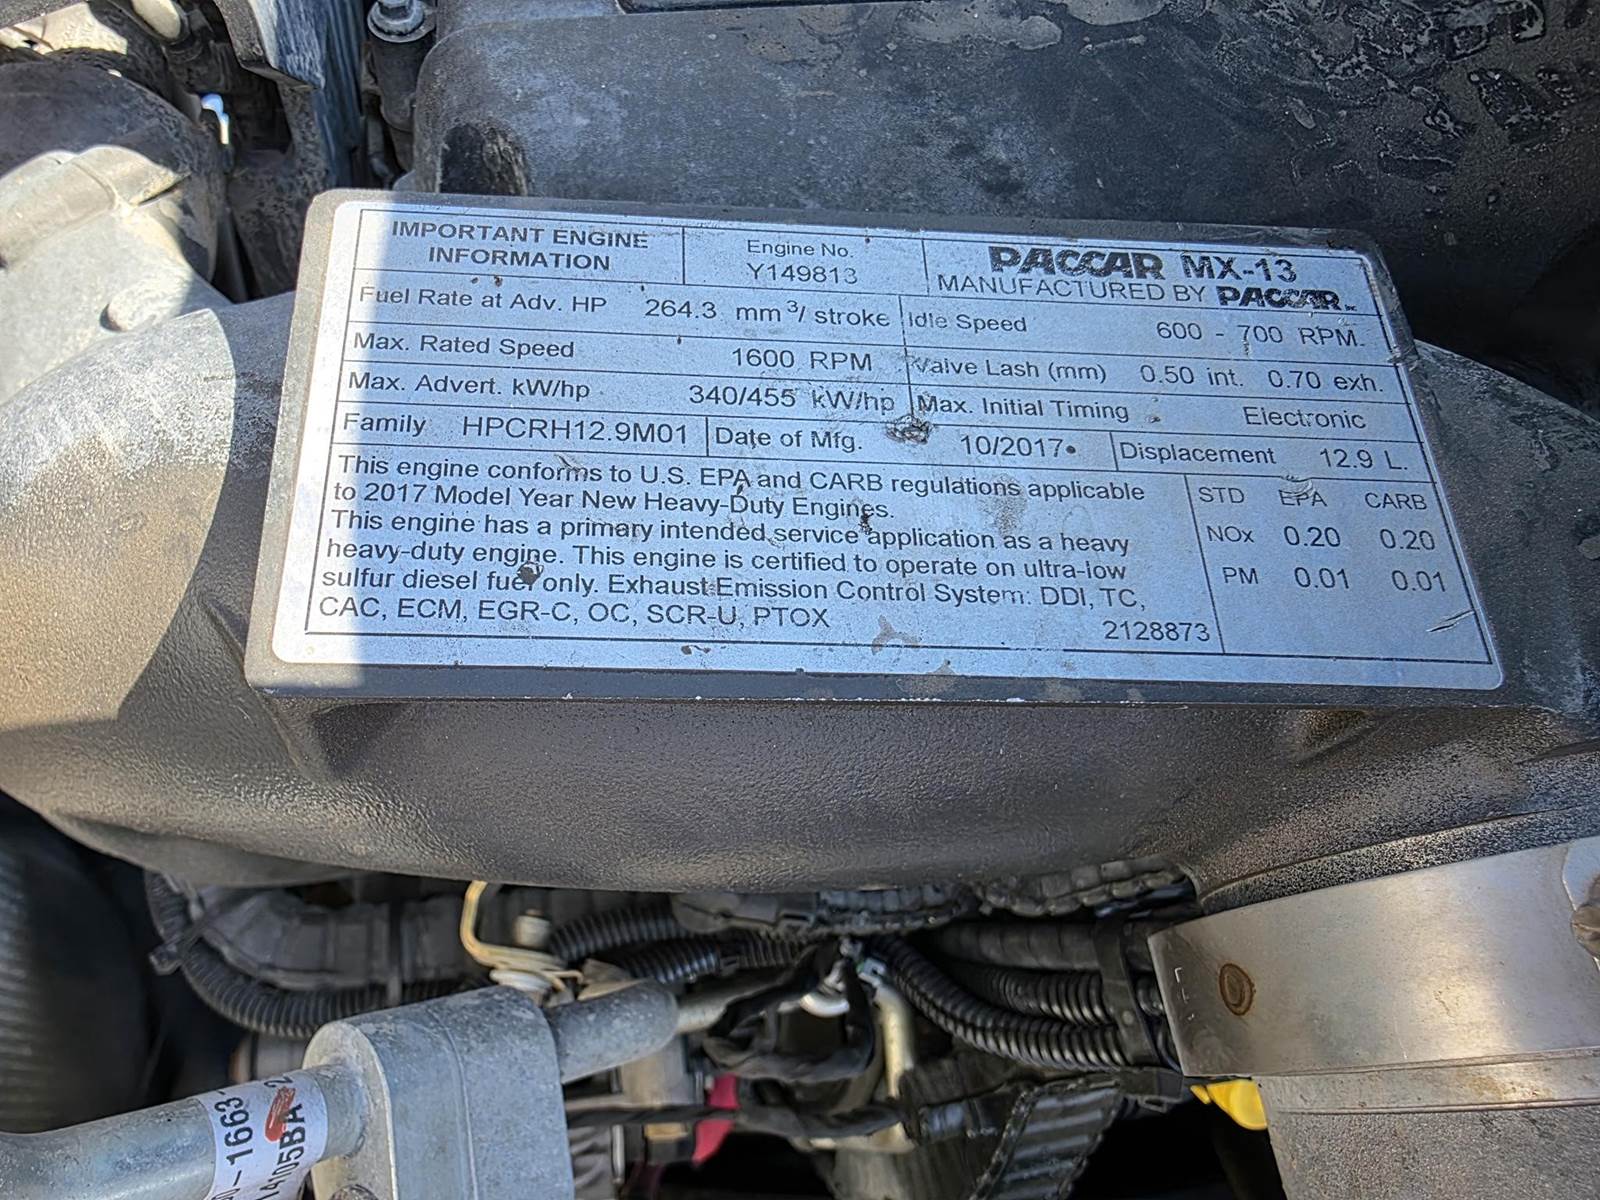 IMPORTANT ENGINE
INFORMATION
Engine No.
Y149813
PACCAR MX-13
MANUFACTURED BY PACCAR
Fuel Rate at Adv. HP 264.3 mm³/ stroke
Idle Speed 600 - 700 RPM.
Max. Rated Speed 1600 RPM
Valve Lash (mm) 0.50 int. 0.70 exh.
Max. Advert. kW/hp 340/455 kW/hp
Max. Initial Timing Electronic
Family HPCRH12.9M01
Date of Mfg. 10/2017
Displacement 12.9 L.
This engine conforms to U.S. EPA and CARB regulations applicable
to 2017 Model Year New Heavy-Duty Engines.
This engine has a primary intended service application as a heavy
heavy-duty engine. This engine is certified to operate on ultra-low
sulfur diesel fuel only. Exhaust Emission Control System: DDI, TC,
CAC, ECM, EGR-C, OC, SCR-U, PTOX
2128873
STD EPA CARB
NOx 0.20 0.20
PM 0.01 0.01